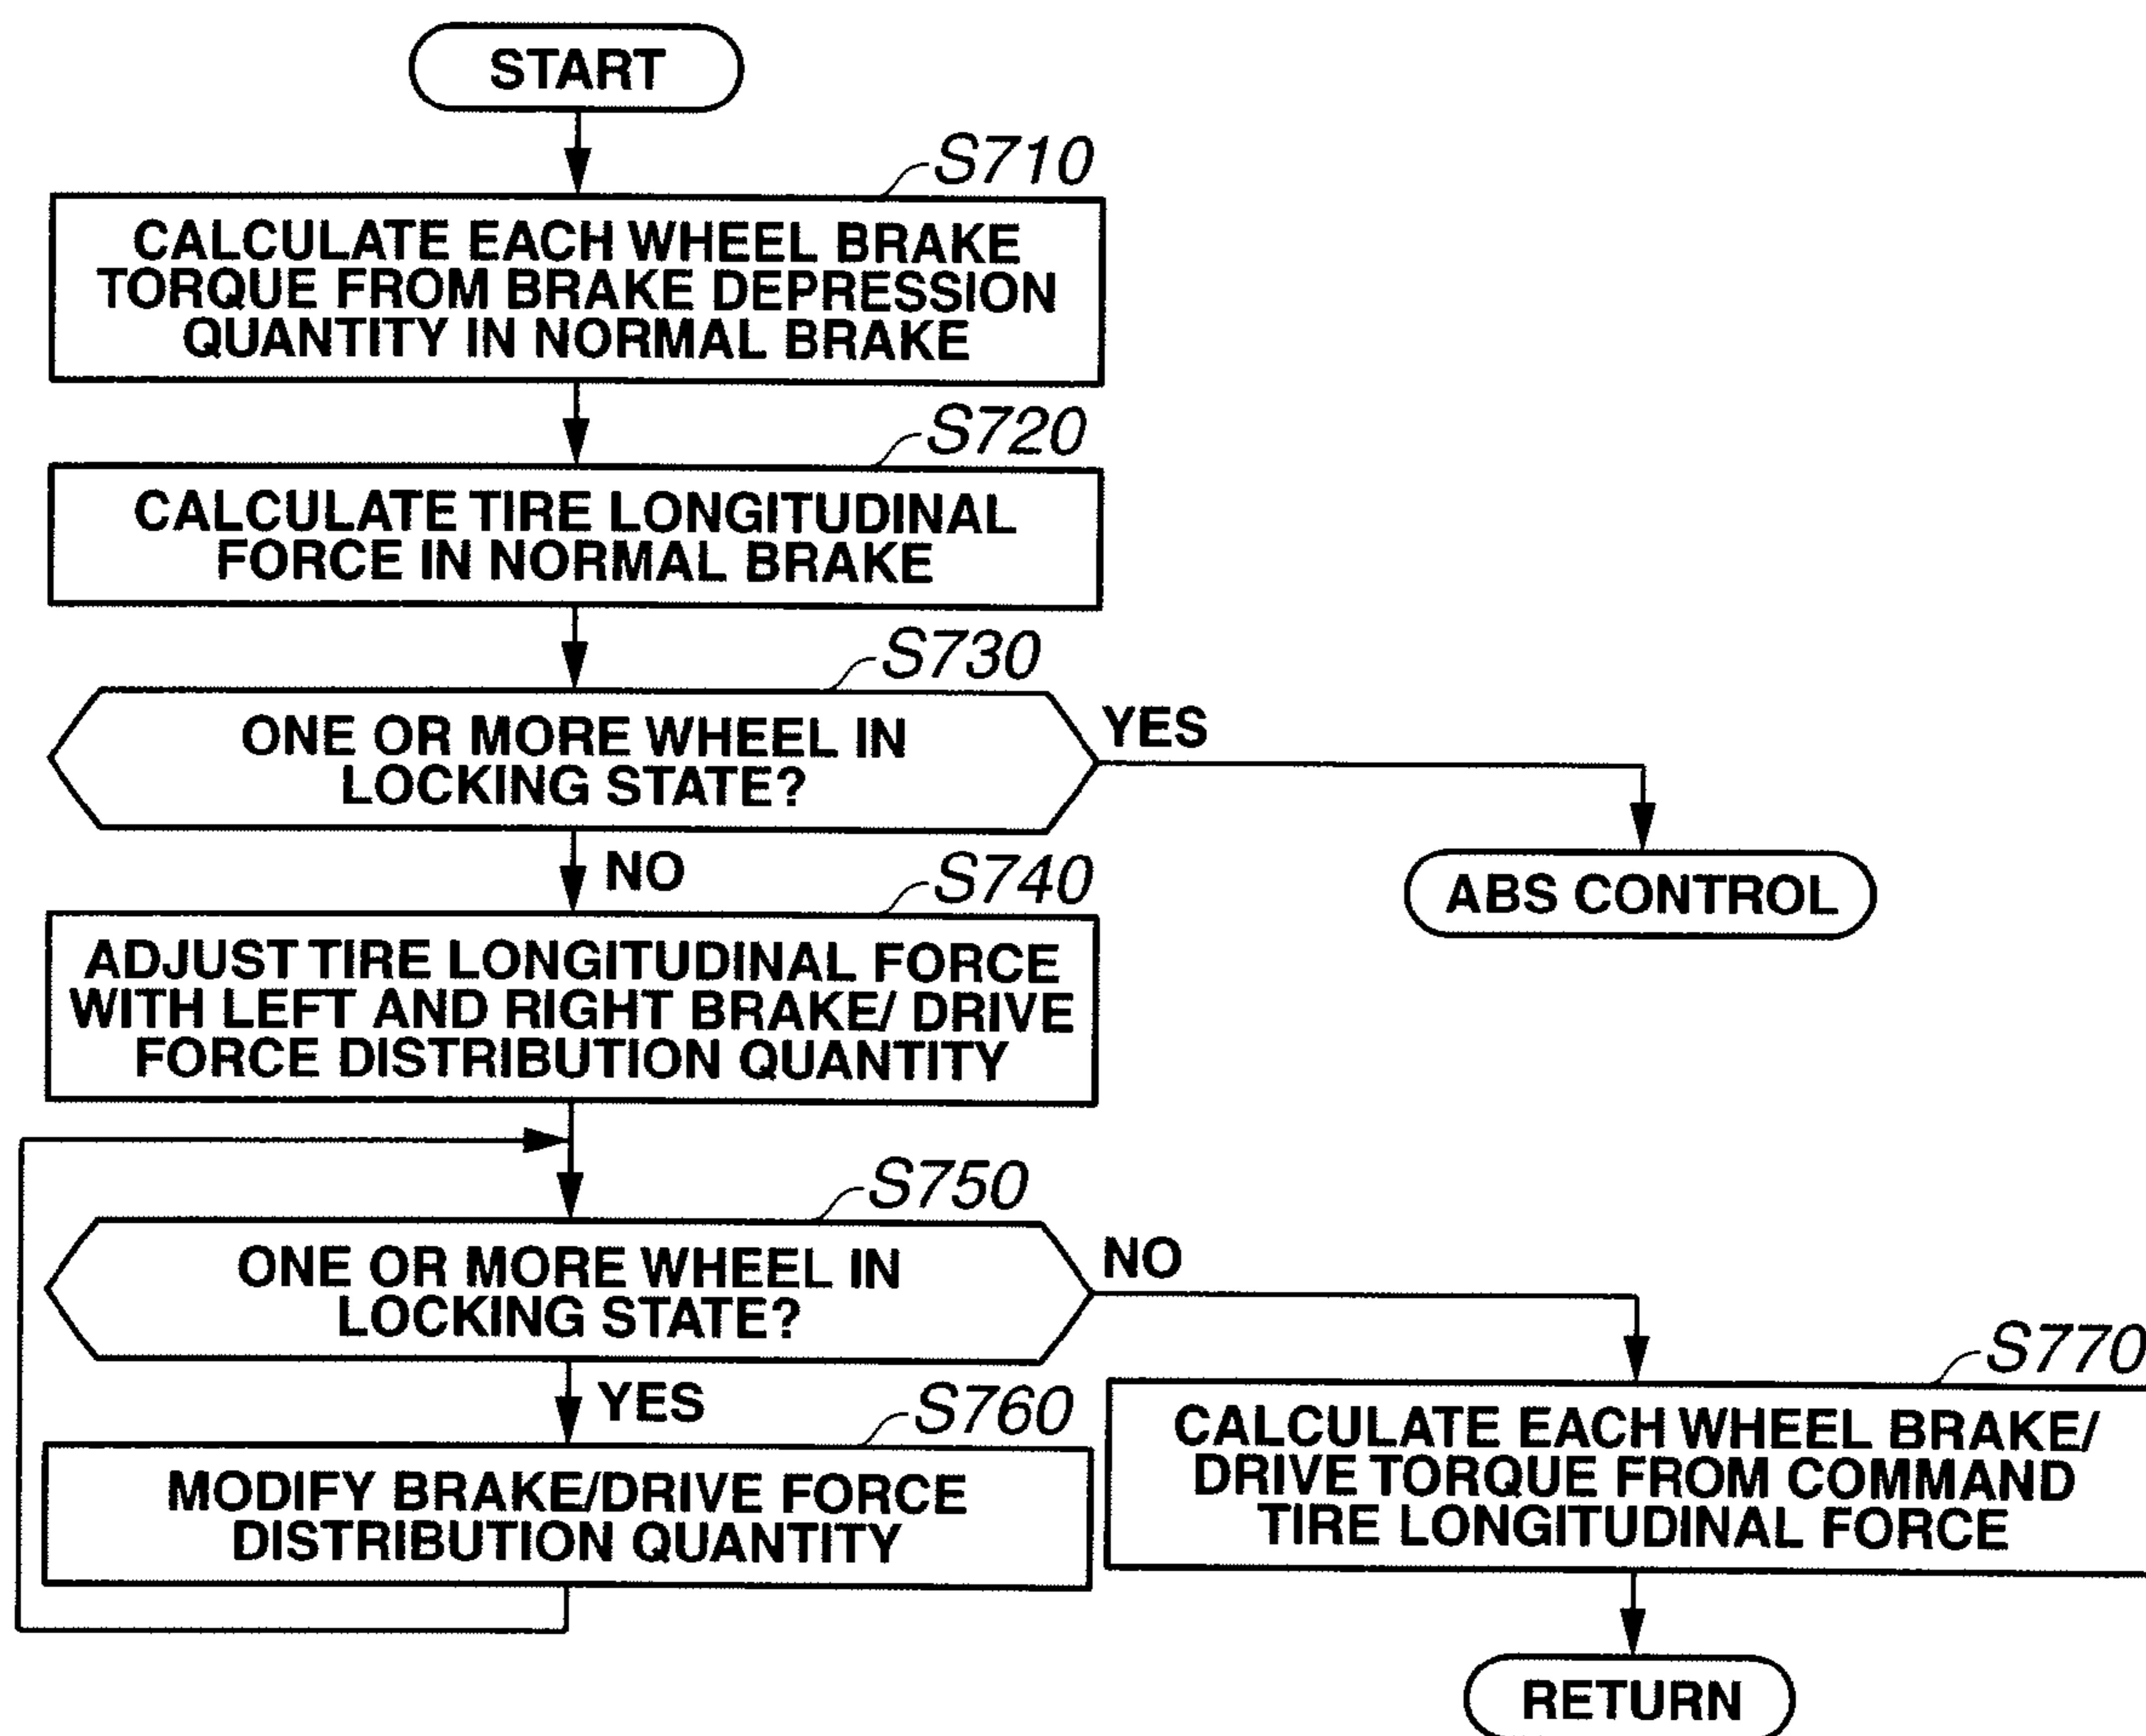 START
S710
CALCULATE EACH WHEEL BRAKE
TORQUE FROM BRAKE DEPRESSION
QUANTITY IN NORMAL BRAKE
S720
CALCULATE TIRE LONGITUDINAL
FORCE IN NORMAL BRAKE
S730
ONE OR MORE WHEEL IN
LOCKING STATE?
YES
NO
ABS CONTROL
S740
ADJUST TIRE LONGITUDINAL FORCE
WITH LEFT AND RIGHT BRAKE/ DRIVE
FORCE DISTRIBUTION QUANTITY
S750
ONE OR MORE WHEEL IN
LOCKING STATE?
NO
YES
S760
MODIFY BRAKE/DRIVE FORCE
DISTRIBUTION QUANTITY
S770
CALCULATE EACH WHEEL BRAKE/
DRIVE TORQUE FROM COMMAND
TIRE LONGITUDINAL FORCE
RETURN